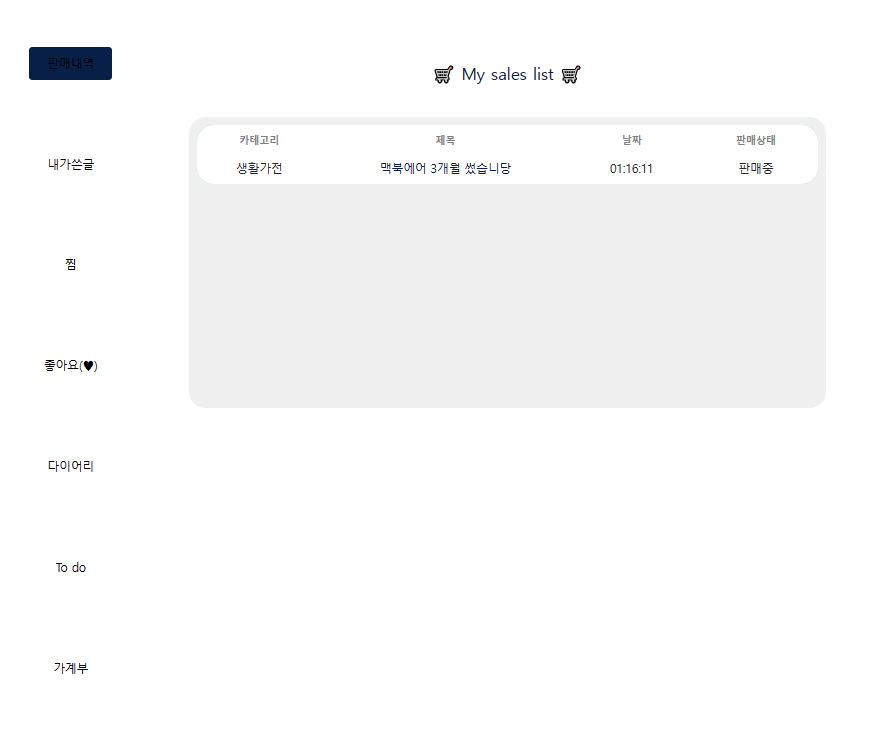 판매내역
🛒 My sales list 🛒
카테고리 제목 날짜 판매상태
생활가전 맥북에어 3개월 썼습니당 01:16:11 판매중
내가쓴글
찜
좋아요(♥)
다이어리
To do
가계부